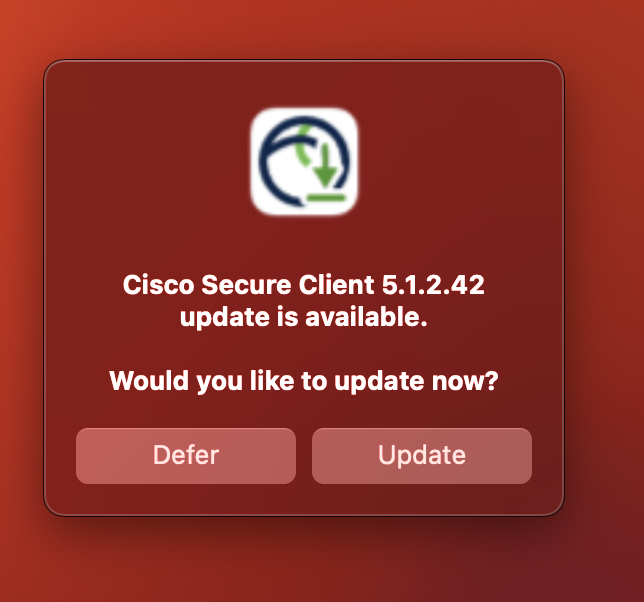 Cisco Secure Client 5.1.2.42
update is available.
Would you like to update now?
Defer
Update